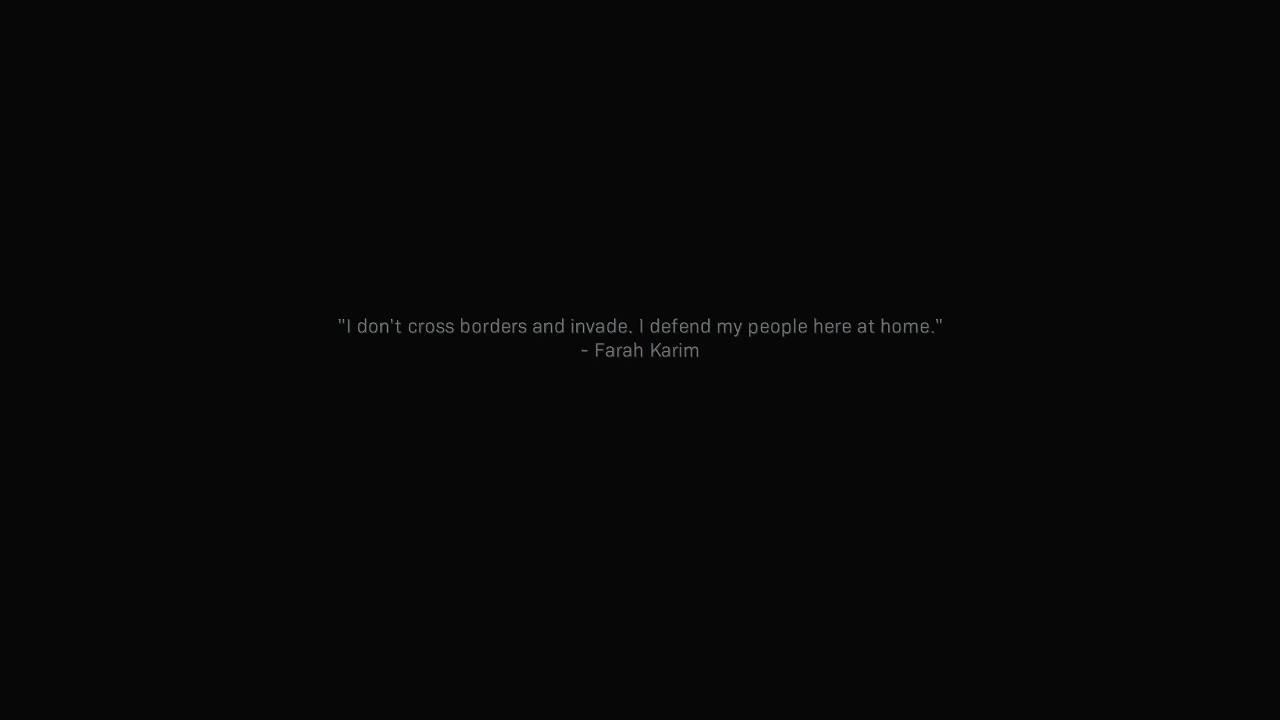 "I don't cross borders and invade. I defend my people here at home."
- Farah Karim